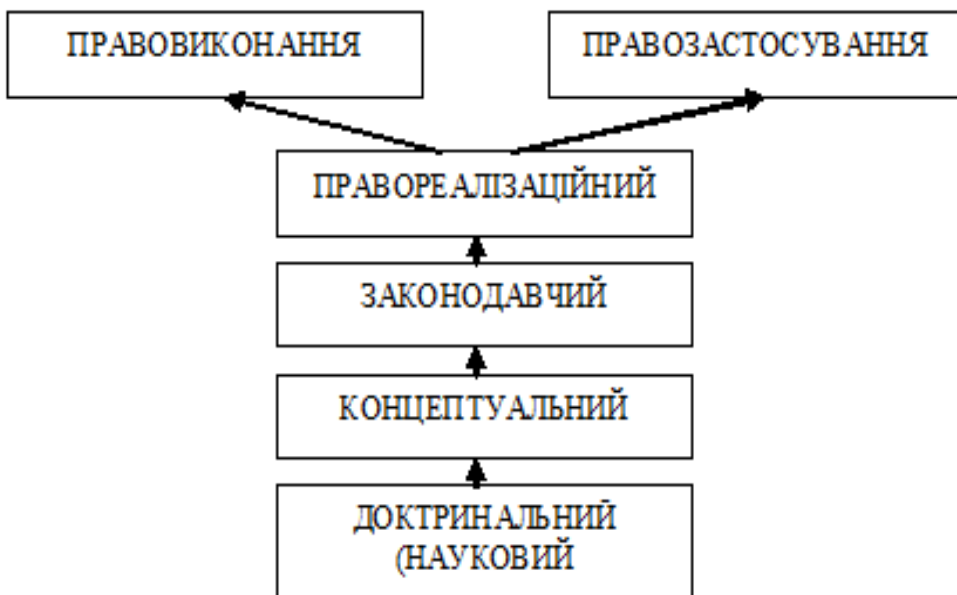 ПРАВОВИКОНАННЯ
ПРАВОЗАСТОСУВАННЯ
ПРАВОРЕАЛІЗАЦІЙНИЙ
ЗАКОНОДАВЧИЙ
КОНЦЕПТУАЛЬНИЙ
ДОКТРИНАЛЬНИЙ
(НАУКОВИЙ